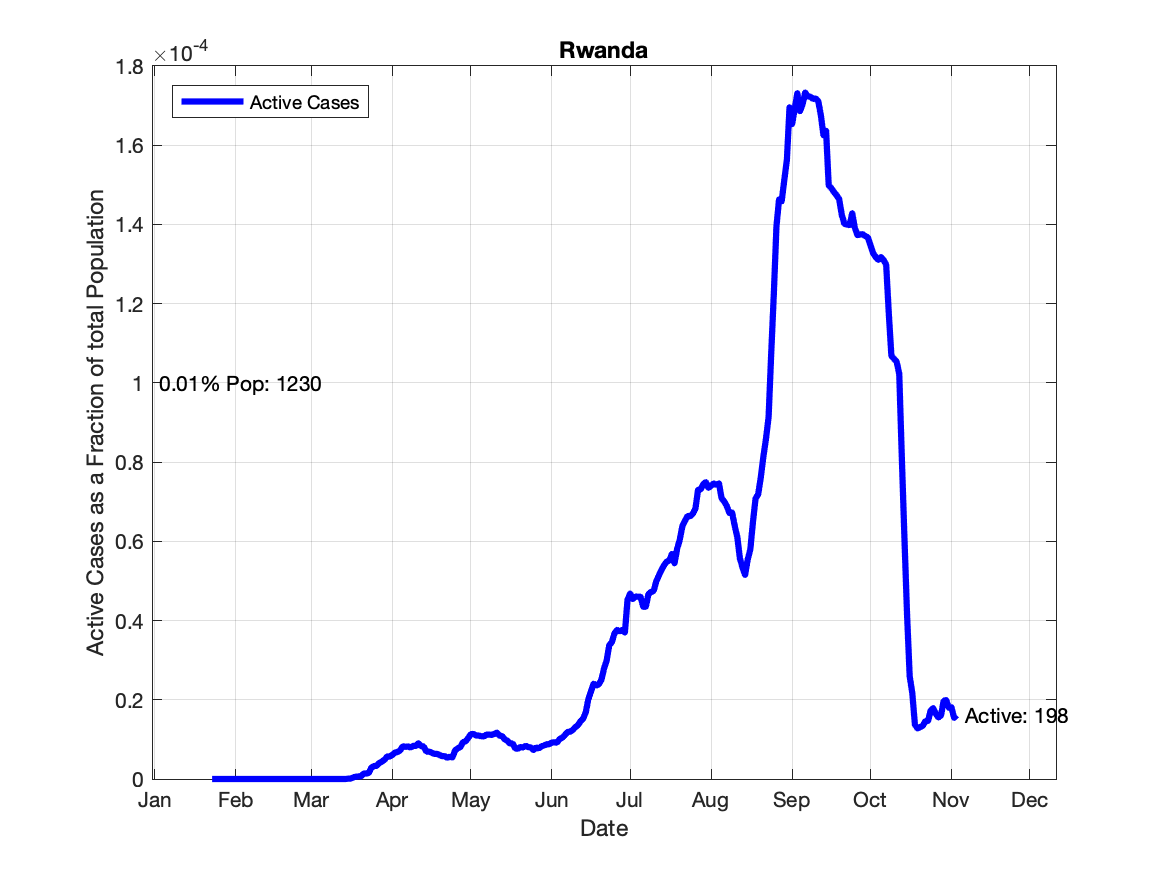 Rwanda
×10-4
1.8
1.6
1.4
1.2
1
0.8
0.6
0.4
0.2
0
Active Cases
0.01% Pop: 1230
Active: 198
Active Cases as a Fraction of total Population
Jan Feb Mar Apr May Jun Jul Aug Sep Oct Nov Dec
Date